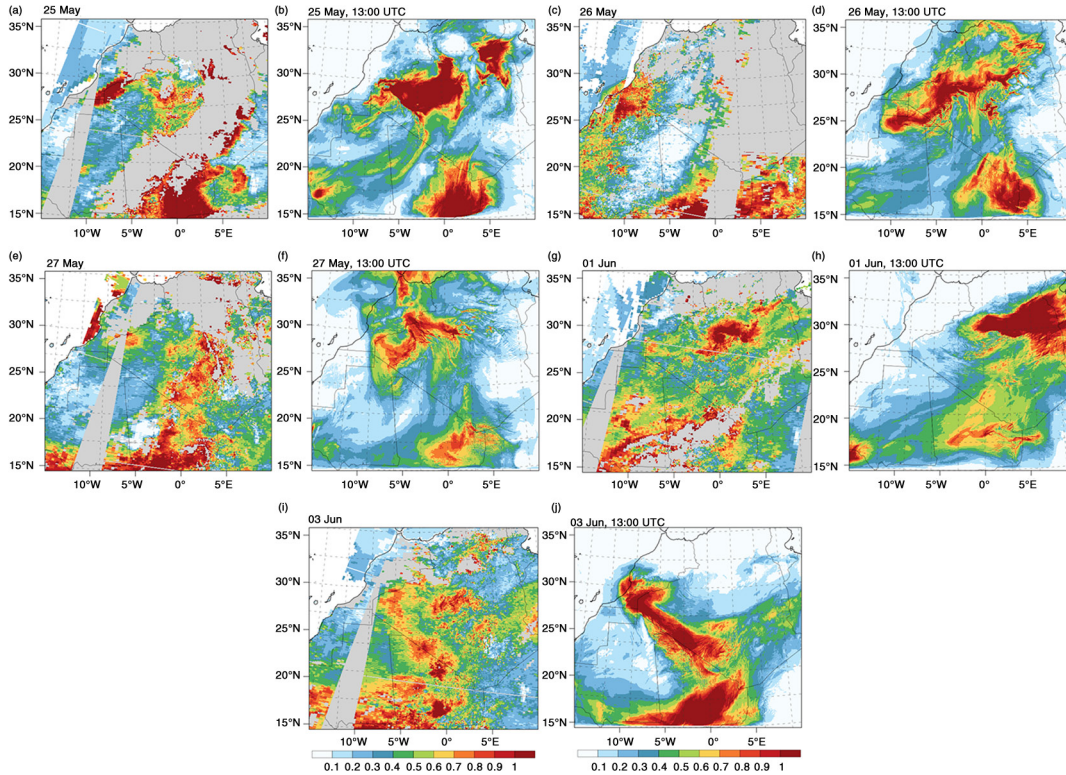 (a) 25 May (b) 25 May, 13:00 UTC (c) 26 May (d) 26 May, 13:00 UTC
35°N 35°N 35°N 35°N
30°N 30°N 30°N 30°N
25°N 25°N 25°N 25°N
20°N 20°N 20°N 20°N
15°N 15°N 15°N 15°N
10°W 5°W 0° 5°E 10°W 5°W 0° 5°E 10°W 5°W 0° 5°E 10°W 5°W 0° 5°E
(e) 27 May (f) 27 May, 13:00 UTC (g) 01 Jun (h) 01 Jun, 13:00 UTC
35°N 35°N 35°N 35°N
30°N 30°N 30°N 30°N
25°N 25°N 25°N 25°N
20°N 20°N 20°N 20°N
15°N 15°N 15°N 15°N
10°W 5°W 0° 5°E 10°W 5°W 0° 5°E 10°W 5°W 0° 5°E 10°W 5°W 0° 5°E
(i) 03 Jun (j) 03 Jun, 13:00 UTC
35°N 35°N
30°N 30°N
25°N 25°N
20°N 20°N
15°N 15°N
10°W 5°W 0° 5°E 10°W 5°W 0° 5°E
0.1 0.2 0.3 0.4 0.5 0.6 0.7 0.8 0.9 1 0.1 0.2 0.3 0.4 0.5 0.6 0.7 0.8 0.9 1